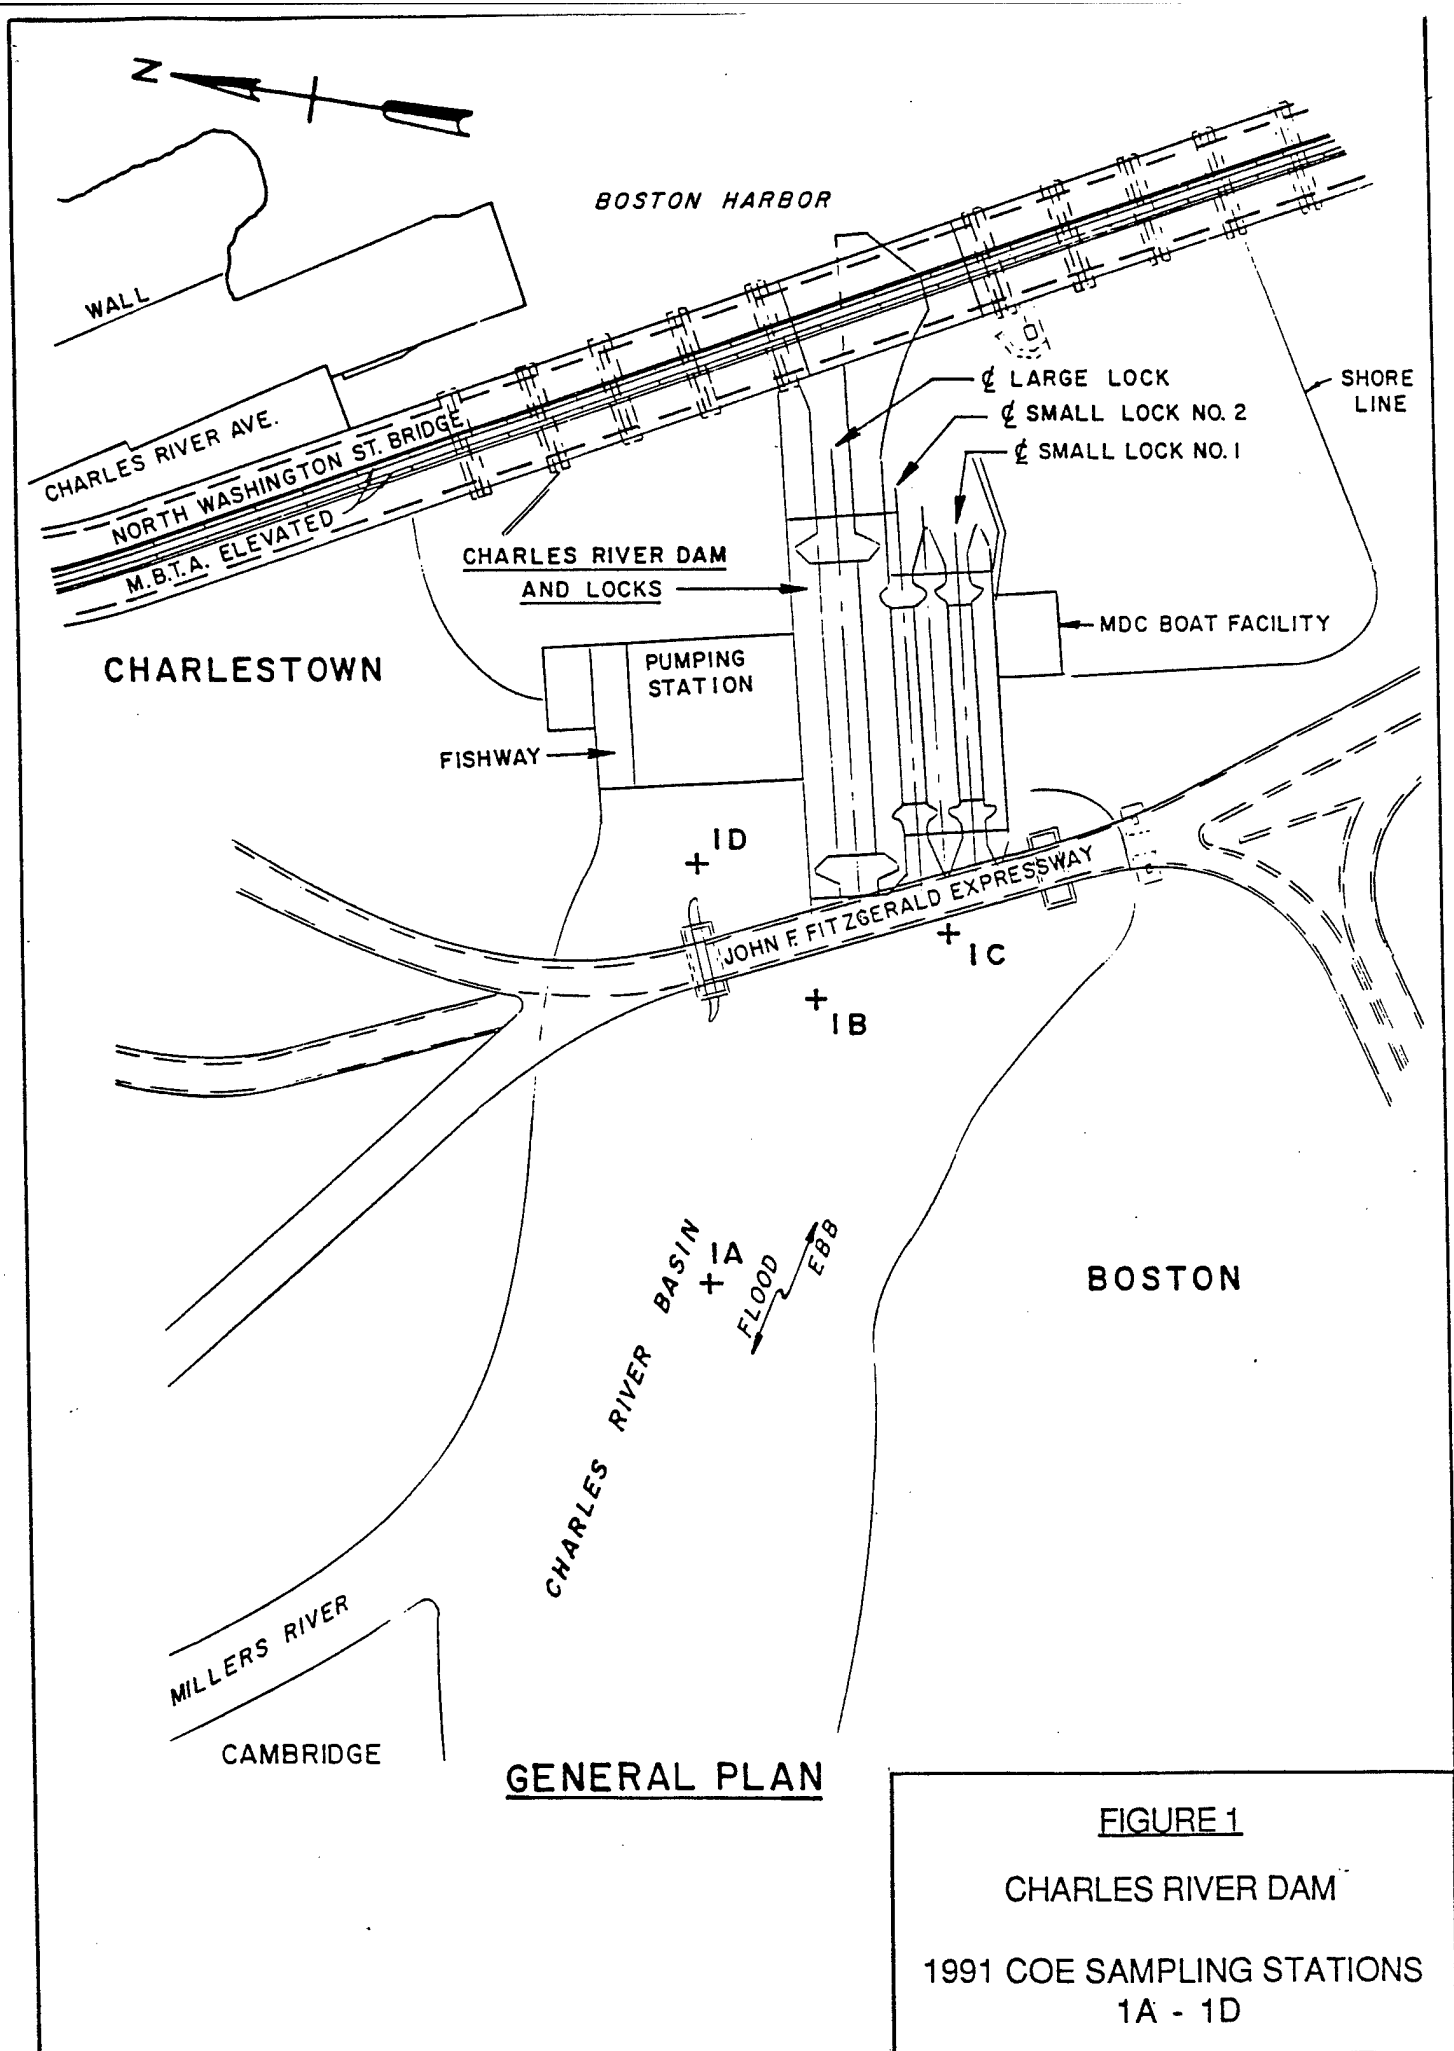 N
BOSTON HARBOR
WALL
CHARLES RIVER AVE.
NORTH WASHINGTON ST. BRIDGE
M.B.T.A. ELEVATED
℄ LARGE LOCK
℄ SMALL LOCK NO. 2
℄ SMALL LOCK NO. 1
SHORE
LINE
CHARLES RIVER DAM
AND LOCKS
MDC BOAT FACILITY
CHARLESTOWN
PUMPING
STATION
FISHWAY
1D
JOHN F. FITZGERALD EXPRESSWAY
1C
1B
1A
CHARLES RIVER BASIN
FLOOD
EBB
BOSTON
MILLERS RIVER
CAMBRIDGE
GENERAL PLAN
FIGURE 1
CHARLES RIVER DAM
1991 COE SAMPLING STATIONS
1A - 1D